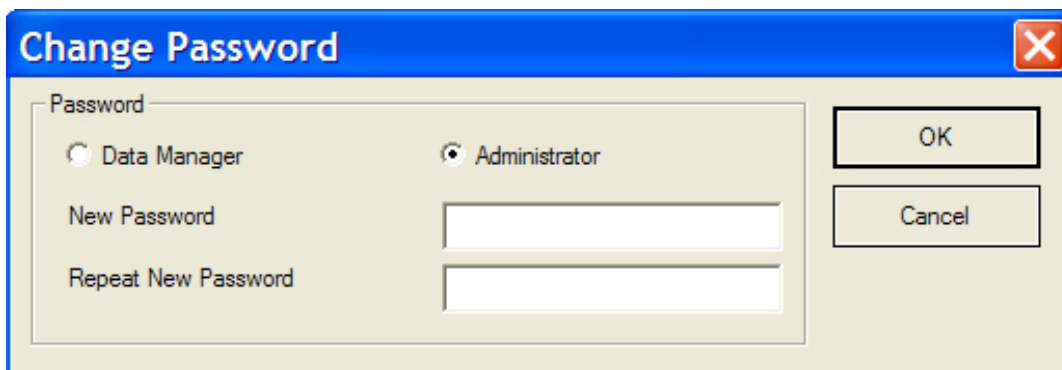 Change Password
Password
Data Manager
Administrator
New Password
Repeat New Password
OK
Cancel